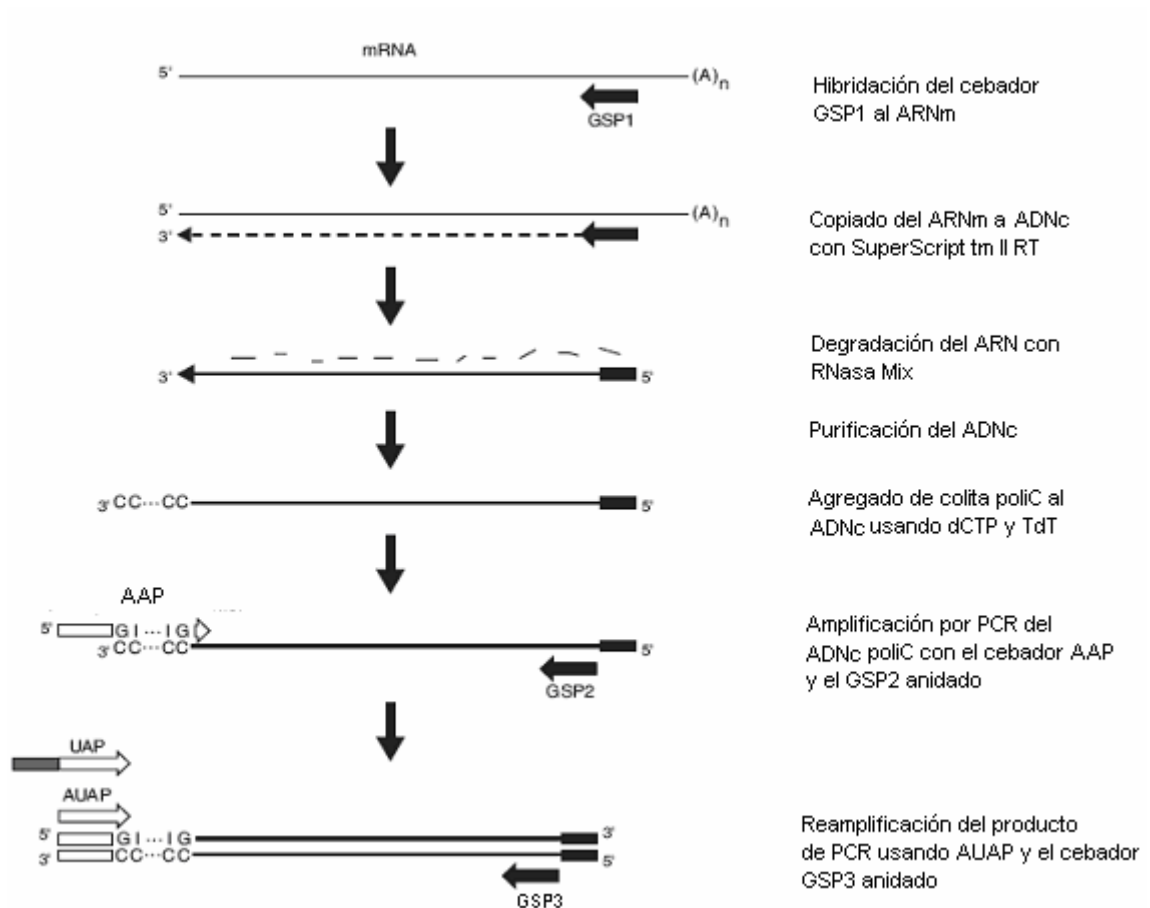 mRNA
5' (A)n
GSP1
Hibridación del cebador
GSP1 al ARNm
5' (A)n
3'
Copiado del ARNm a ADNc
con SuperScript tm II RT
3' 5'
Degradación del ARN con
RNasa Mix
Purificación del ADNc
3' CC...CC 5'
Agregado de colita poliC al
ADNc usando dCTP y TdT
AAP
5' GI...IG
3' CC...CC 5'
GSP2
Amplificación por PCR del
ADNc poliC con el cebador AAP
y el GSP2 anidado
UAP
AUAP
5' GI...IG 3'
3' CC...CC 5'
GSP3
Reamplificación del producto
de PCR usando AUAP y el cebador
GSP3 anidado